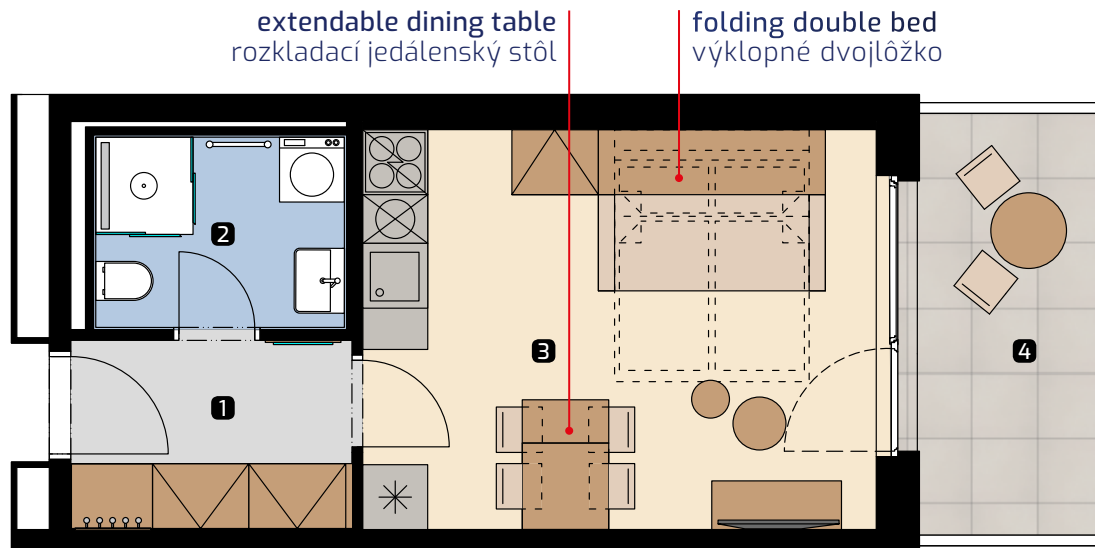 extendable dining table
rozkladací jedálenský stôl
folding double bed
výklopné dvojlôžko
2
3
4
1